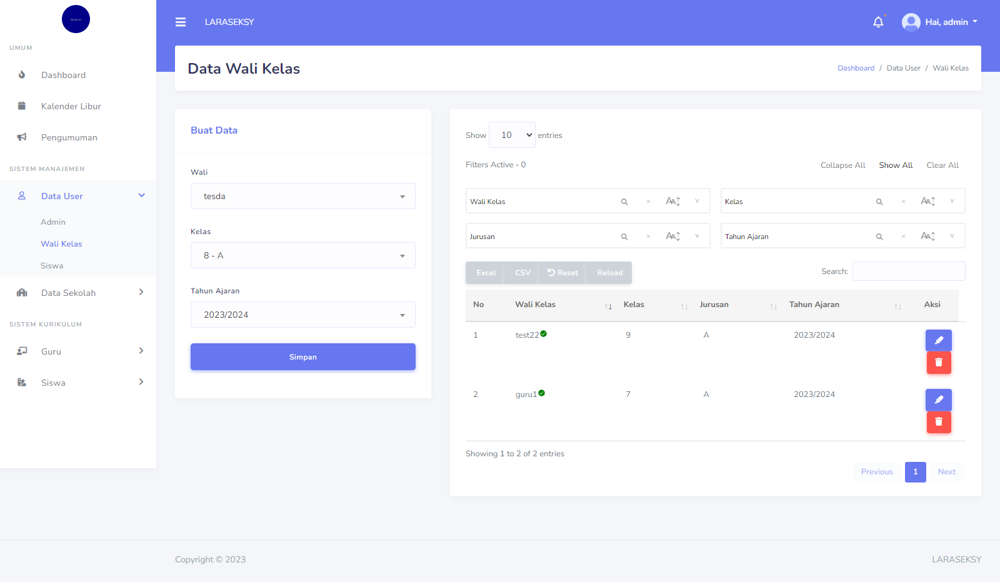 LARASEKSY
Hai, admin
UMUM
Dashboard
Kalender Libur
Pengumuman
SISTEM MANAJEMEN
Data User
Admin
Wali Kelas
Siswa
Data Sekolah
SISTEM KURIKULUM
Guru
Siswa
Data Wali Kelas
Dashboard / Data User / Wali Kelas
Buat Data
Wali
tesda
Kelas
8 - A
Tahun Ajaran
2023/2024
Simpan
Show 10 entries
Filters Active - 0
Collapse All Show All Clear All
Wali Kelas × AA↕ ˅ Kelas × AA↕ ˅
Jurusan × AA↕ ˅ Tahun Ajaran × AA↕ ˅
Excel CSV Reset Reload Search:
No Wali Kelas ↑↓ Kelas ↑↓ Jurusan ↑↓ Tahun Ajaran ↑↓ Aksi
1 test22 9 A 2023/2024
2 guru1 7 A 2023/2024
Showing 1 to 2 of 2 entries
Previous 1 Next
Copyright © 2023 LARASEKSY